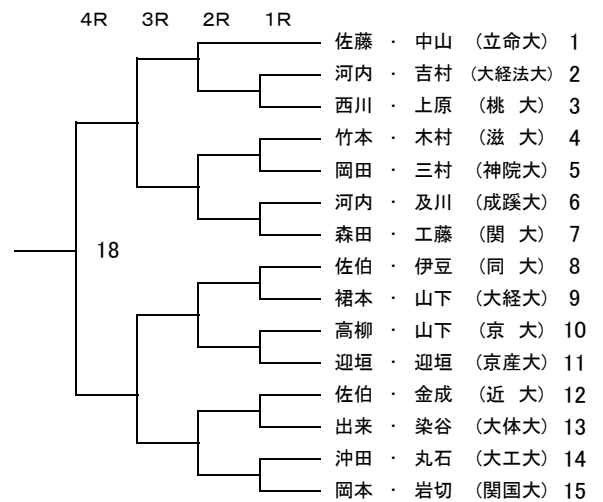 4R 3R 2R 1R
佐藤 ・ 中山 (立命大) 1
河内 ・ 吉村 (大経法大) 2
西川 ・ 上原 (桃 大) 3
竹本 ・ 木村 (滋 大) 4
岡田 ・ 三村 (神院大) 5
河内 ・ 及川 (成蹊大) 6
森田 ・ 工藤 (関 大) 7
18
佐伯 ・ 伊豆 (同 大) 8
裙本 ・ 山下 (大経大) 9
高柳 ・ 山下 (京 大) 10
迎垣 ・ 迎垣 (京産大) 11
佐伯 ・ 金成 (近 大) 12
出来 ・ 染谷 (大体大) 13
沖田 ・ 丸石 (大工大) 14
岡本 ・ 岩切 (関国大) 15